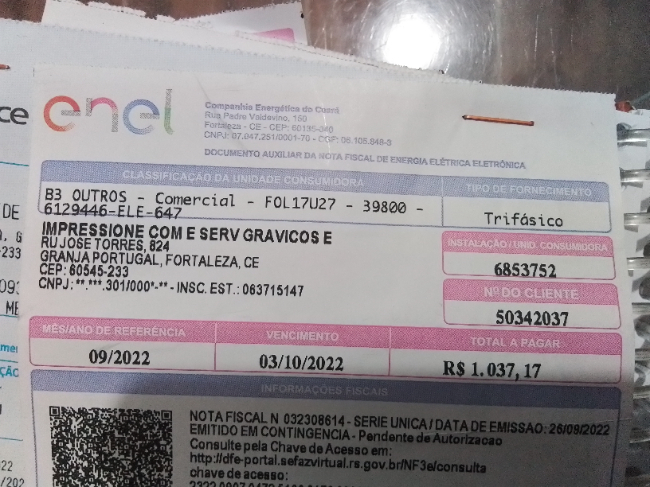 enel
Companhia Energética do Ceará
Rua Padre Valdevino, 150
Fortaleza - CE - CEP: 60135-040
CNPJ: 07.047.251/0001-70 - CGF: 06.105.848-3
DOCUMENTO AUXILIAR DA NOTA FISCAL DE ENERGIA ELÉTRICA ELETRÔNICA
CLASSIFICAÇÃO DA UNIDADE CONSUMIDORA
TIPO DE FORNECIMENTO
B3 OUTROS - Comercial - FOL17U27 - 39800 -
6129446-ELE-647
Trifásico
IMPRESSIONE COM E SERV GRAVICOS E
RU JOSE TORRES, 824
GRANJA PORTUGAL, FORTALEZA, CE
CEP: 60545-233
CNPJ: **.***.301/000*-** - INSC. EST.: 063715147
INSTALAÇÃO / UNID. CONSUMIDORA
6853752
Nº DO CLIENTE
50342037
MÊS/ANO DE REFERÊNCIA
VENCIMENTO
TOTAL A PAGAR
09/2022
03/10/2022
R$ 1.037,17
INFORMAÇÕES FISCAIS
NOTA FISCAL N 032308614 - SERIE UNICA / DATA DE EMISSAO: 26/09/2022
EMITIDO EM CONTINGENCIA - Pendente de Autorizacao
Consulte pela Chave de Acesso em:
http://dfe-portal.sefazvirtual.rs.gov.br/NF3e/consulta
chave de acesso: